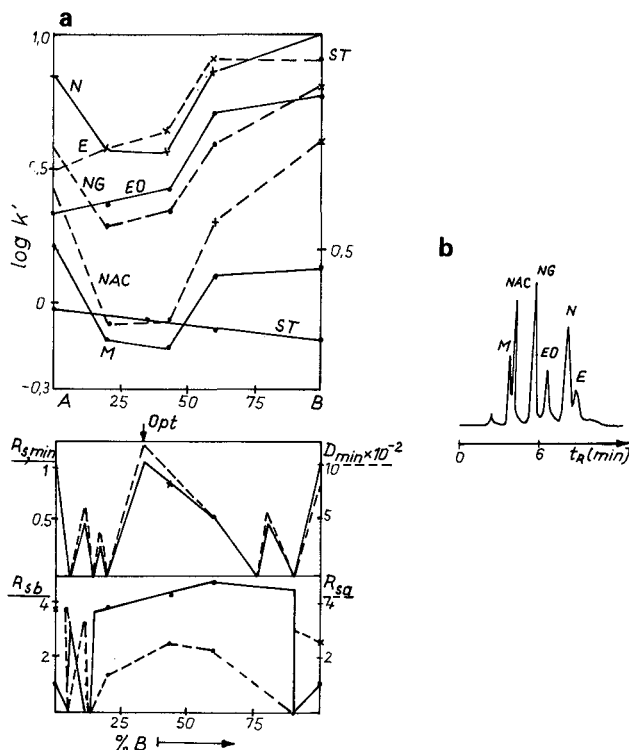 a
1,0
N
ST
E
0,5
NG
EO
log k'
0,5
NAC
0
ST
M
-0,3
A
25
50
75
B
b
NG
NAC
N
M
EO
E
0
6
t_R(min)
Opt
R_s,min
D_min×10^-2
1
10
0.5
5
R_sb
R_sa
4
4
2
2
25
50
75
% B